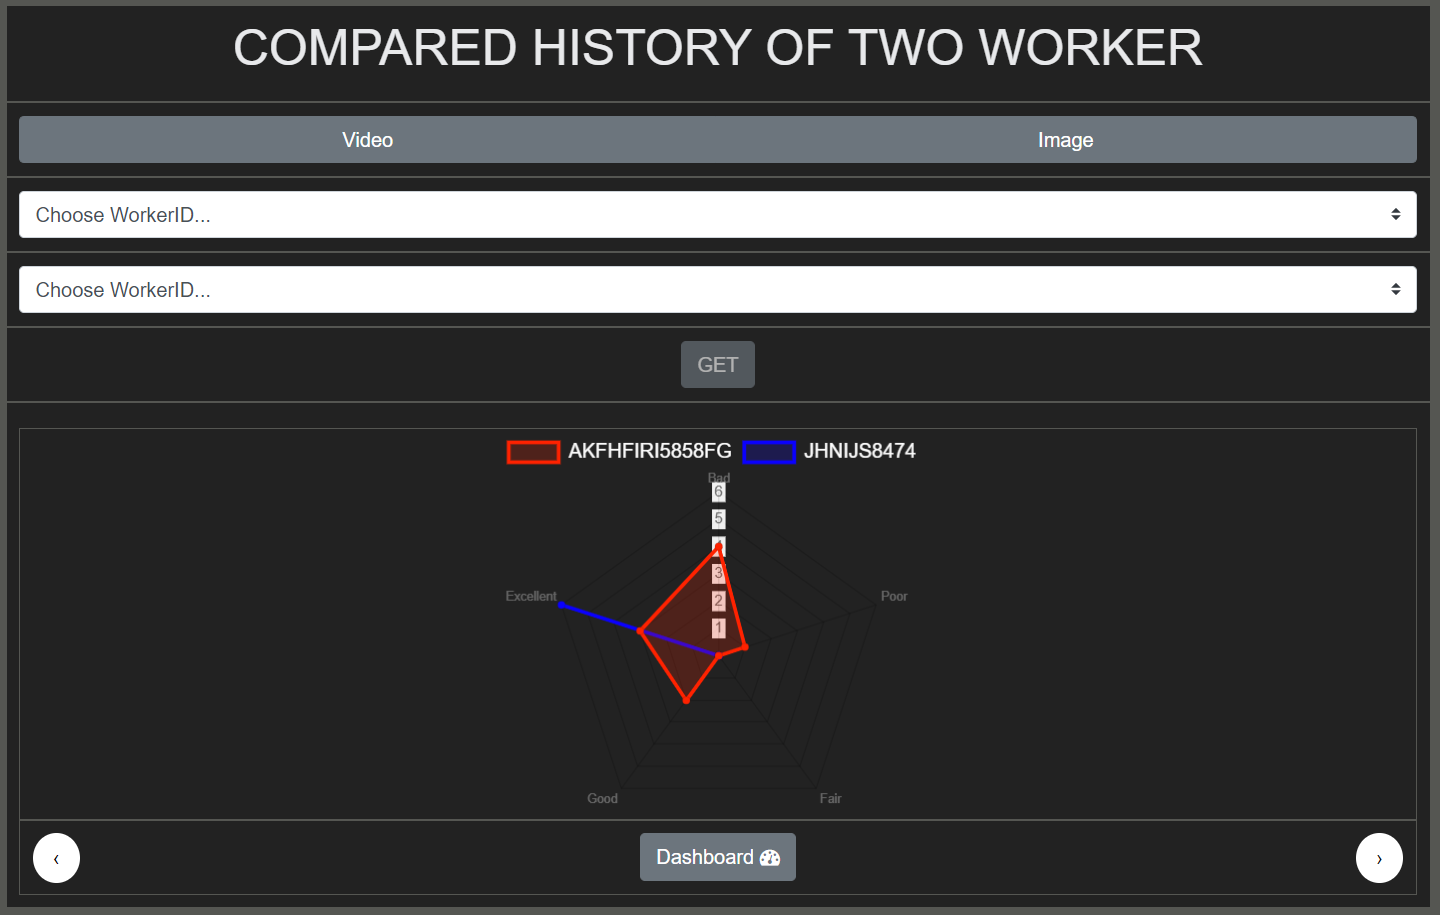 COMPARED HISTORY OF TWO WORKER
Video Image
Choose WorkerID...
Choose WorkerID...
GET
AKFHFIRI5858FG JHNIJS8474
Bad
6
5
4
3
2
1
Excellent Poor
Good Fair
‹ Dashboard ›